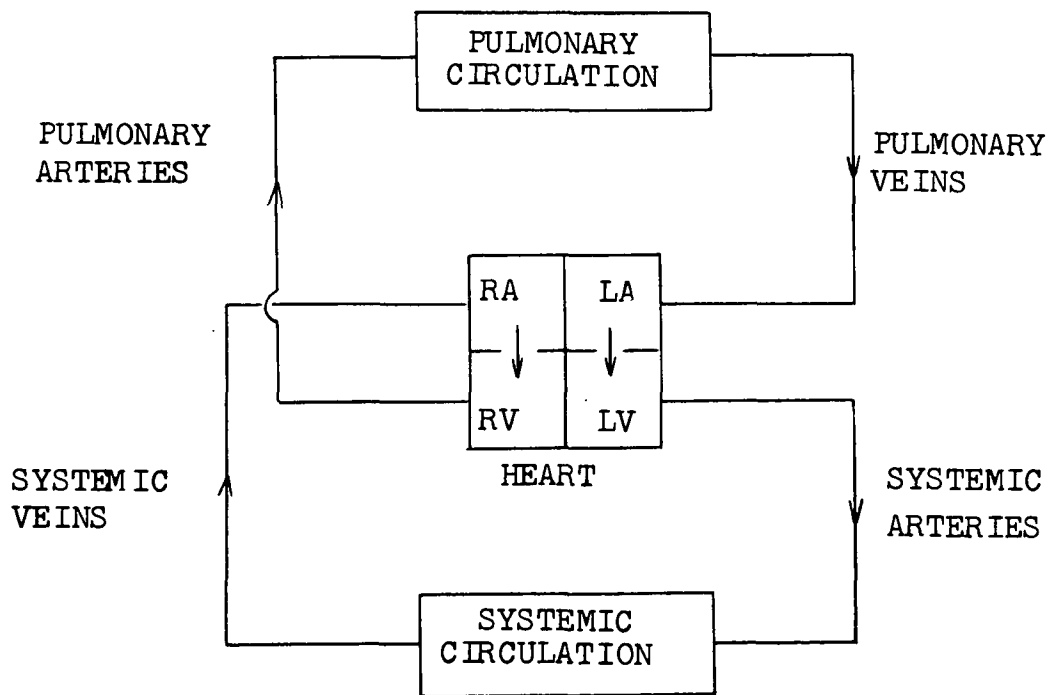 PULMONARY
CIRCULATION
PULMONARY
ARTERIES
PULMONARY
VEINS
RA
LA
RV
LV
HEART
SYSTEMIC
VEINS
SYSTEMIC
ARTERIES
SYSTEMIC
CIRCULATION